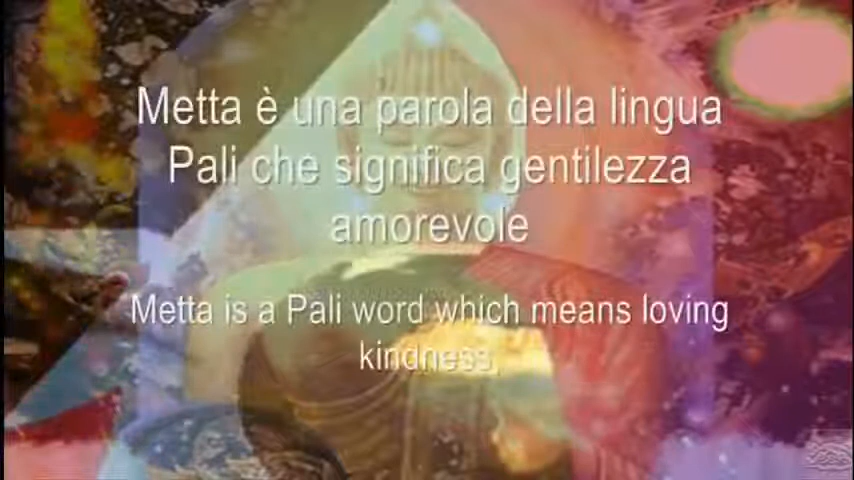 Metta è una parola della lingua
Pali che significa gentilezza
amorevole
Metta is a Pali word which means loving
kindness